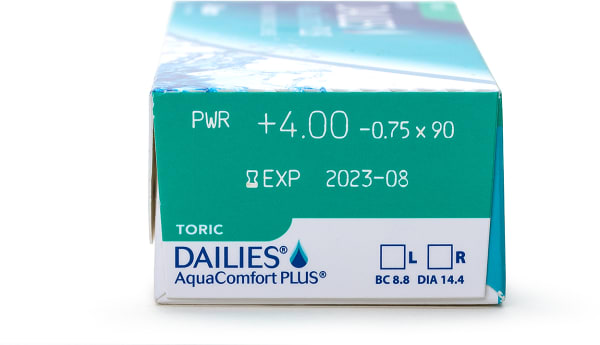 PWR +4.00 -0.75 x 90
EXP 2023-08
TORIC
DAILIES®
AquaComfort PLUS®
L R
BC 8.8 DIA 14.4